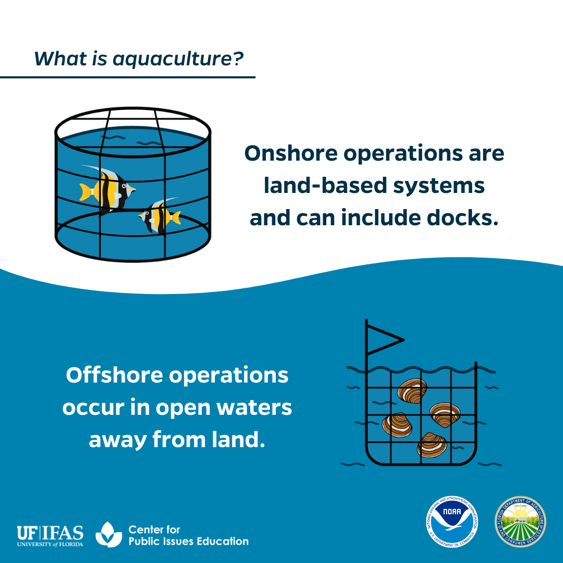 What is aquaculture?
Onshore operations are
land-based systems
and can include docks.
Offshore operations
occur in open waters
away from land.
UF|IFAS
UNIVERSITY of FLORIDA
Center for
Public Issues Education
NOAA